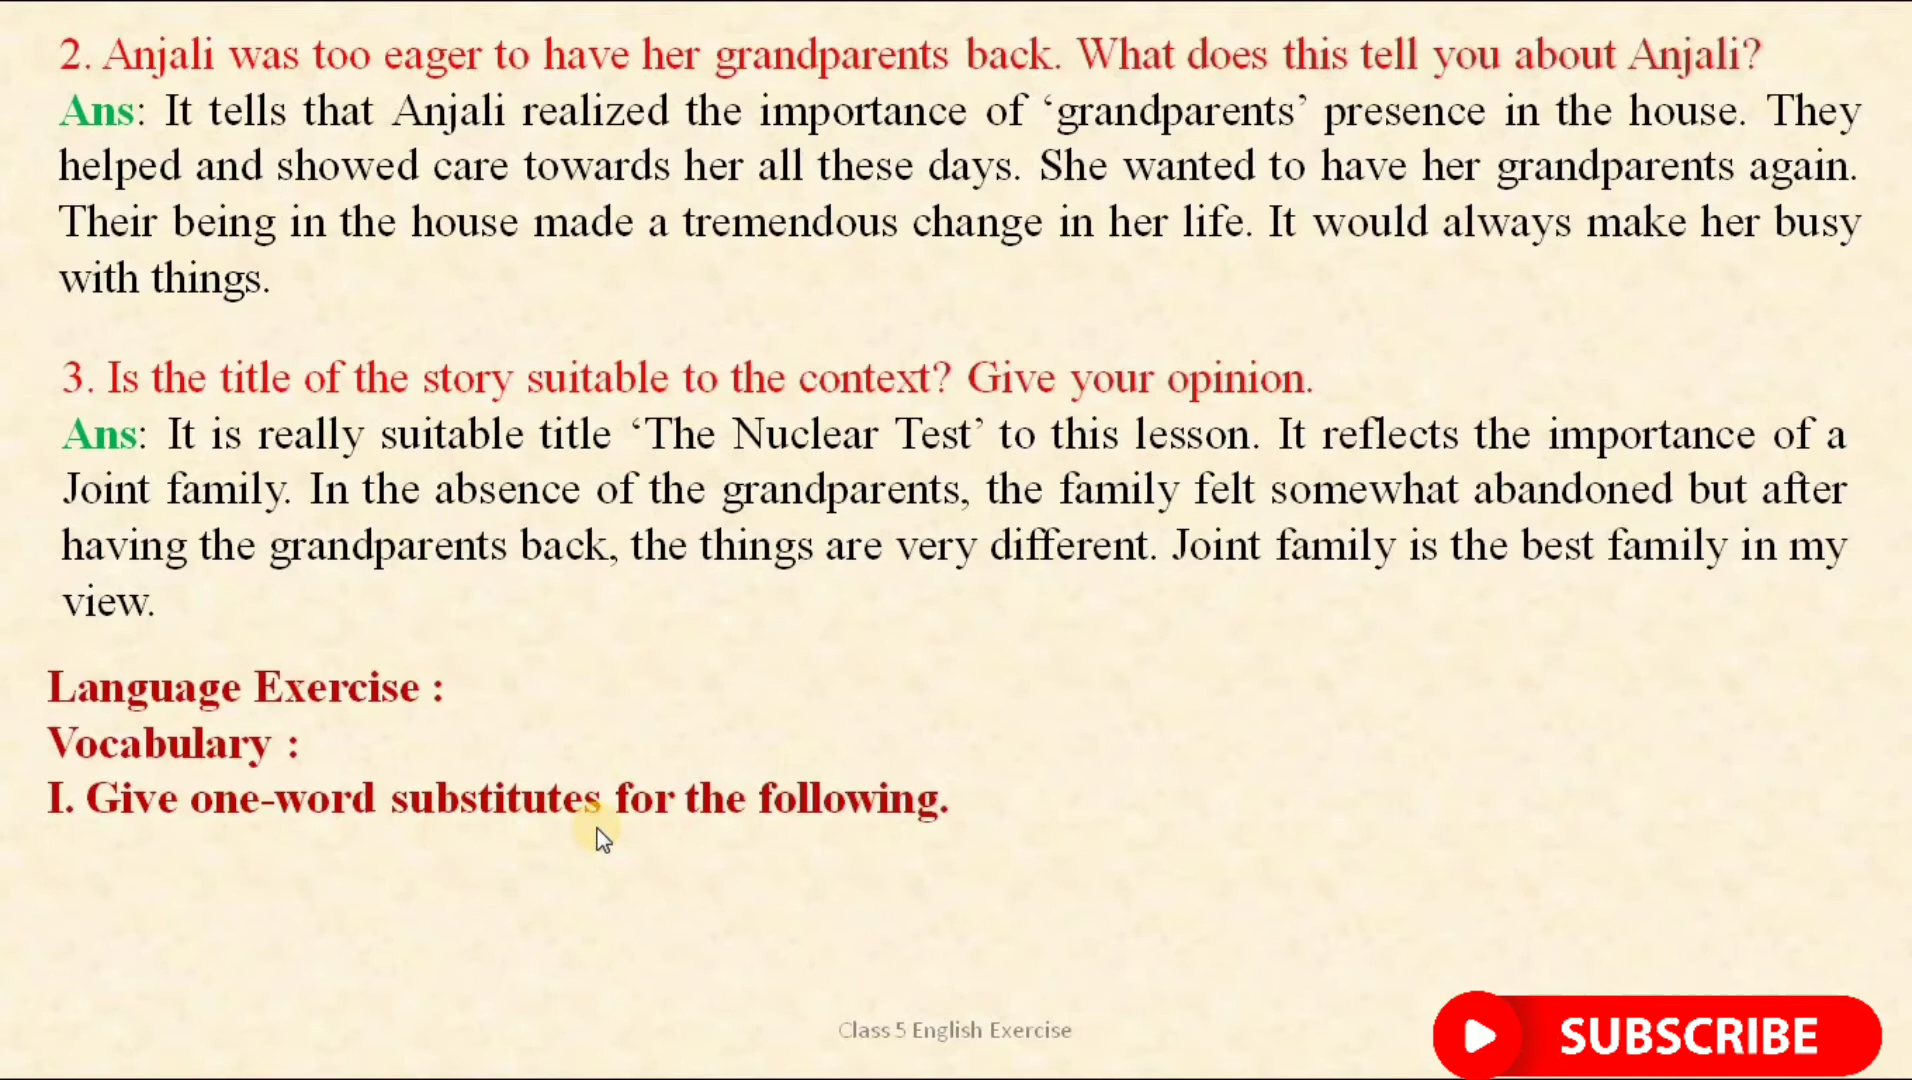 2. Anjali was too eager to have her grandparents back. What does this tell you about Anjali?
Ans: It tells that Anjali realized the importance of ‘grandparents’ presence in the house. They
helped and showed care towards her all these days. She wanted to have her grandparents again.
Their being in the house made a tremendous change in her life. It would always make her busy
with things.
3. Is the title of the story suitable to the context? Give your opinion.
Ans: It is really suitable title ‘The Nuclear Test’ to this lesson. It reflects the importance of a
Joint family. In the absence of the grandparents, the family felt somewhat abandoned but after
having the grandparents back, the things are very different. Joint family is the best family in my
view.
Language Exercise :
Vocabulary :
I. Give one-word substitutes for the following.
Class 5 English Exercise
SUBSCRIBE